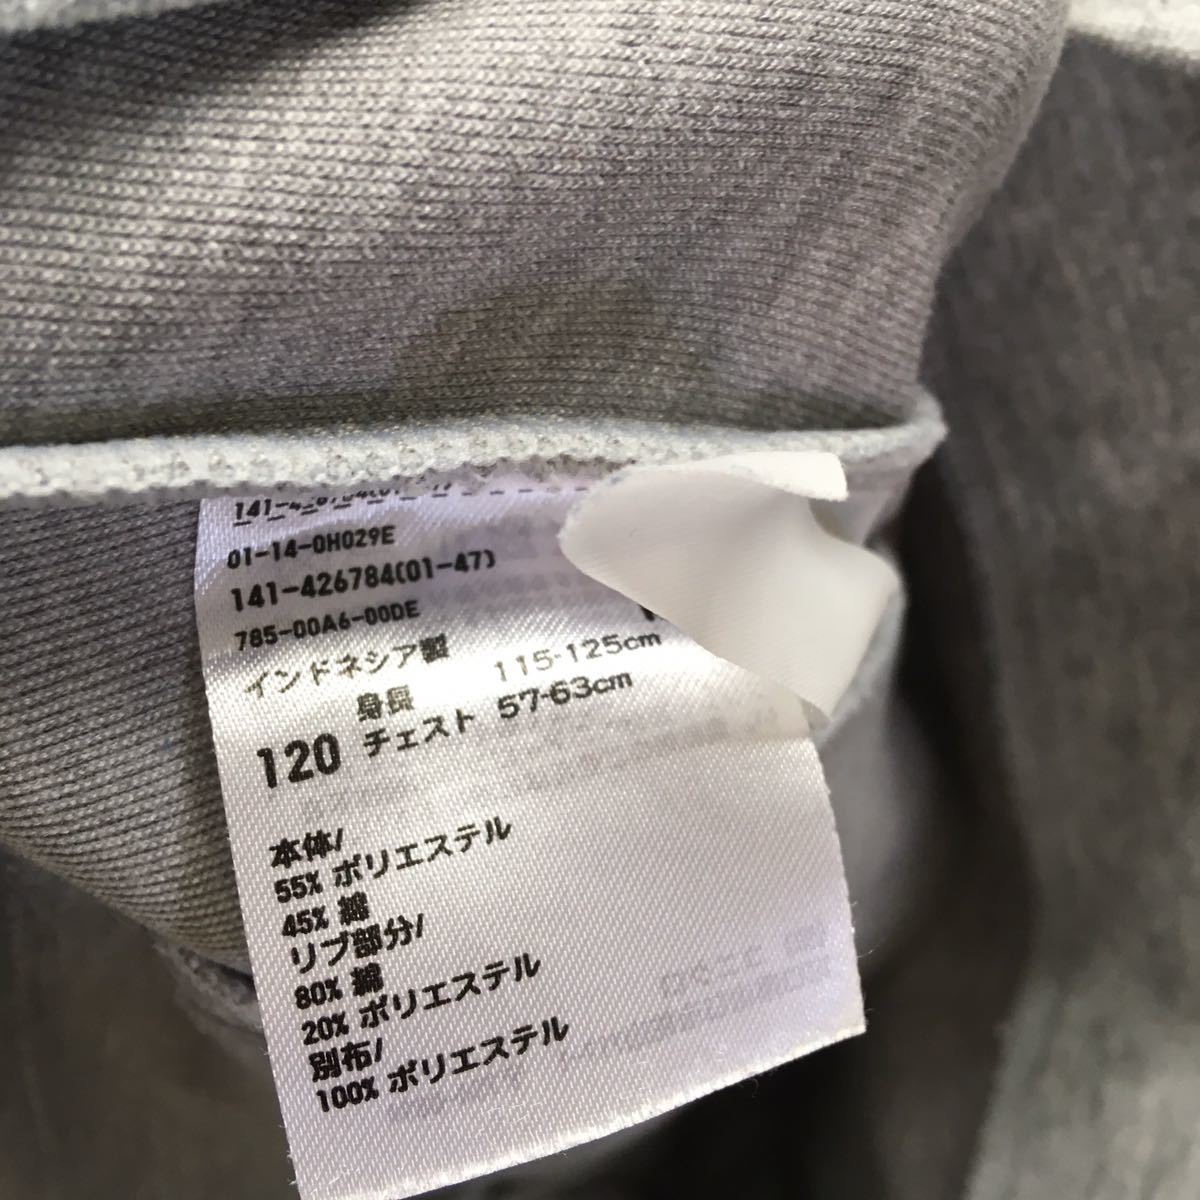 01-14-0H029E
141-426784(01-47)
785-00A6-00DE
インドネシア製
身長 115-125cm
120 チェスト 57-63cm
本体/
55% ポリエステル
45% 綿
リブ部分/
80% 綿
20% ポリエステル
別布/
100% ポリエステル